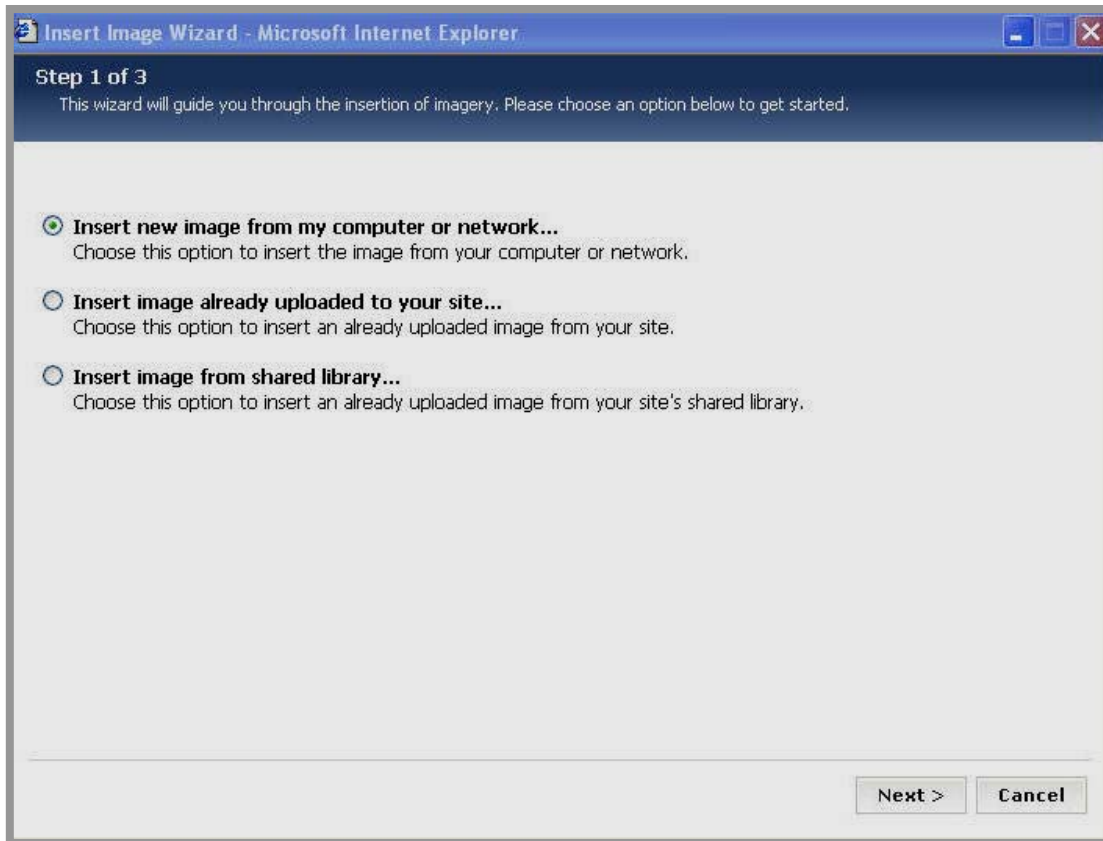 Insert Image Wizard - Microsoft Internet Explorer
Step 1 of 3
This wizard will guide you through the insertion of imagery. Please choose an option below to get started.
Insert new image from my computer or network...
Choose this option to insert the image from your computer or network.
Insert image already uploaded to your site...
Choose this option to insert an already uploaded image from your site.
Insert image from shared library...
Choose this option to insert an already uploaded image from your site's shared library.
Next >
Cancel